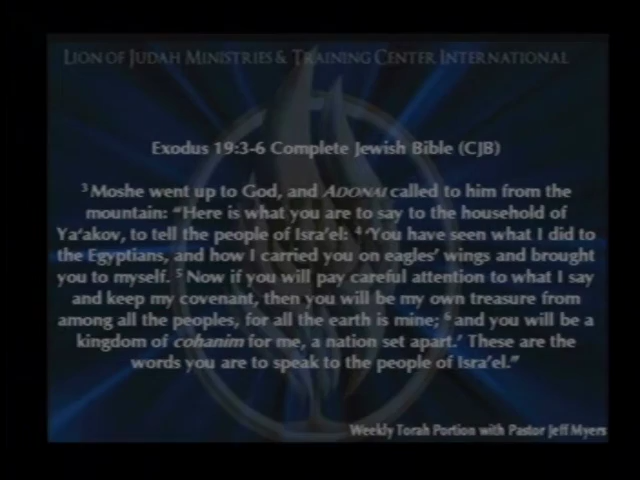 LION OF JUDAH MINISTRIES & TRAINING CENTER INTERNATIONAL
Exodus 19:3-6 Complete Jewish Bible (CJB)
3 Moshe went up to God, and ADONAI called to him from the
mountain: “Here is what you are to say to the household of
Ya‘akov, to tell the people of Isra’el: 4 ‘You have seen what I did to
the Egyptians, and how I carried you on eagles’ wings and brought
you to myself. 5 Now if you will pay careful attention to what I say
and keep my covenant, then you will be my own treasure from
among all the peoples, for all the earth is mine; 6 and you will be a
kingdom of cohanim for me, a nation set apart.’ These are the
words you are to speak to the people of Isra’el.”
Weekly Torah Portion with Pastor Jeff Myers